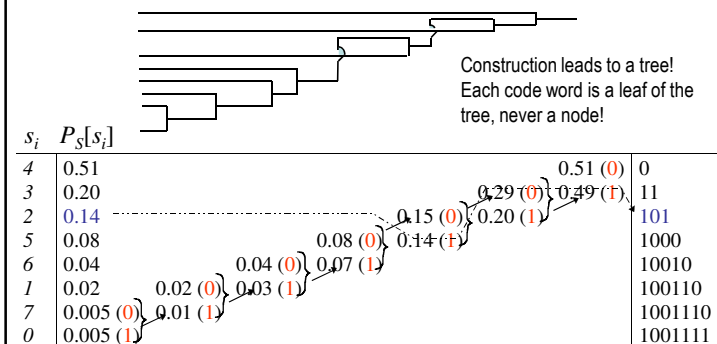 Construction leads to a tree!
Each code word is a leaf of the
tree, never a node!
s_i P_S[s_i]
4 0.51 0.51 (0) 0
3 0.20 0.29 (0) 0.49 (1) 11
2 0.14 0.15 (0) 0.20 (1) 101
5 0.08 0.08 (0) 0.14 (1) 1000
6 0.04 0.04 (0) 0.07 (1) 10010
1 0.02 0.02 (0) 0.03 (1) 100110
7 0.005 (0) 0.01 (1) 1001110
0 0.005 (1) 1001111